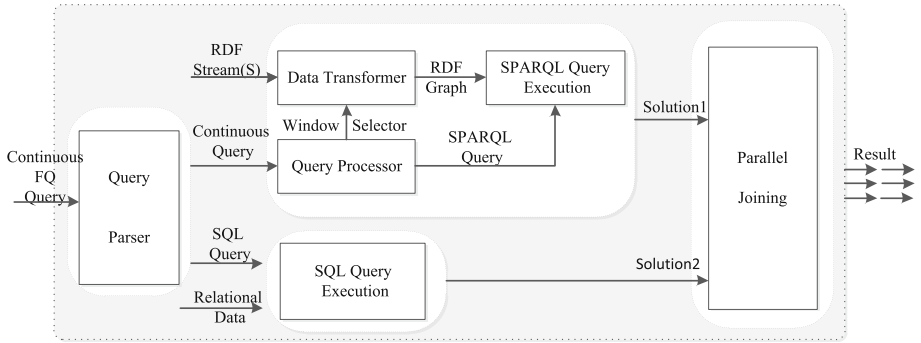 RDF
Stream(S)
Data Transformer
RDF
Graph
SPARQL Query
Execution
Continuous
Query
Window Selector
Query Processor
SPARQL
Query
Solution1
Continuous
FQ
Query
Query
Parser
Parallel
Joining
Result
SQL
Query
SQL Query
Execution
Solution2
Relational
Data